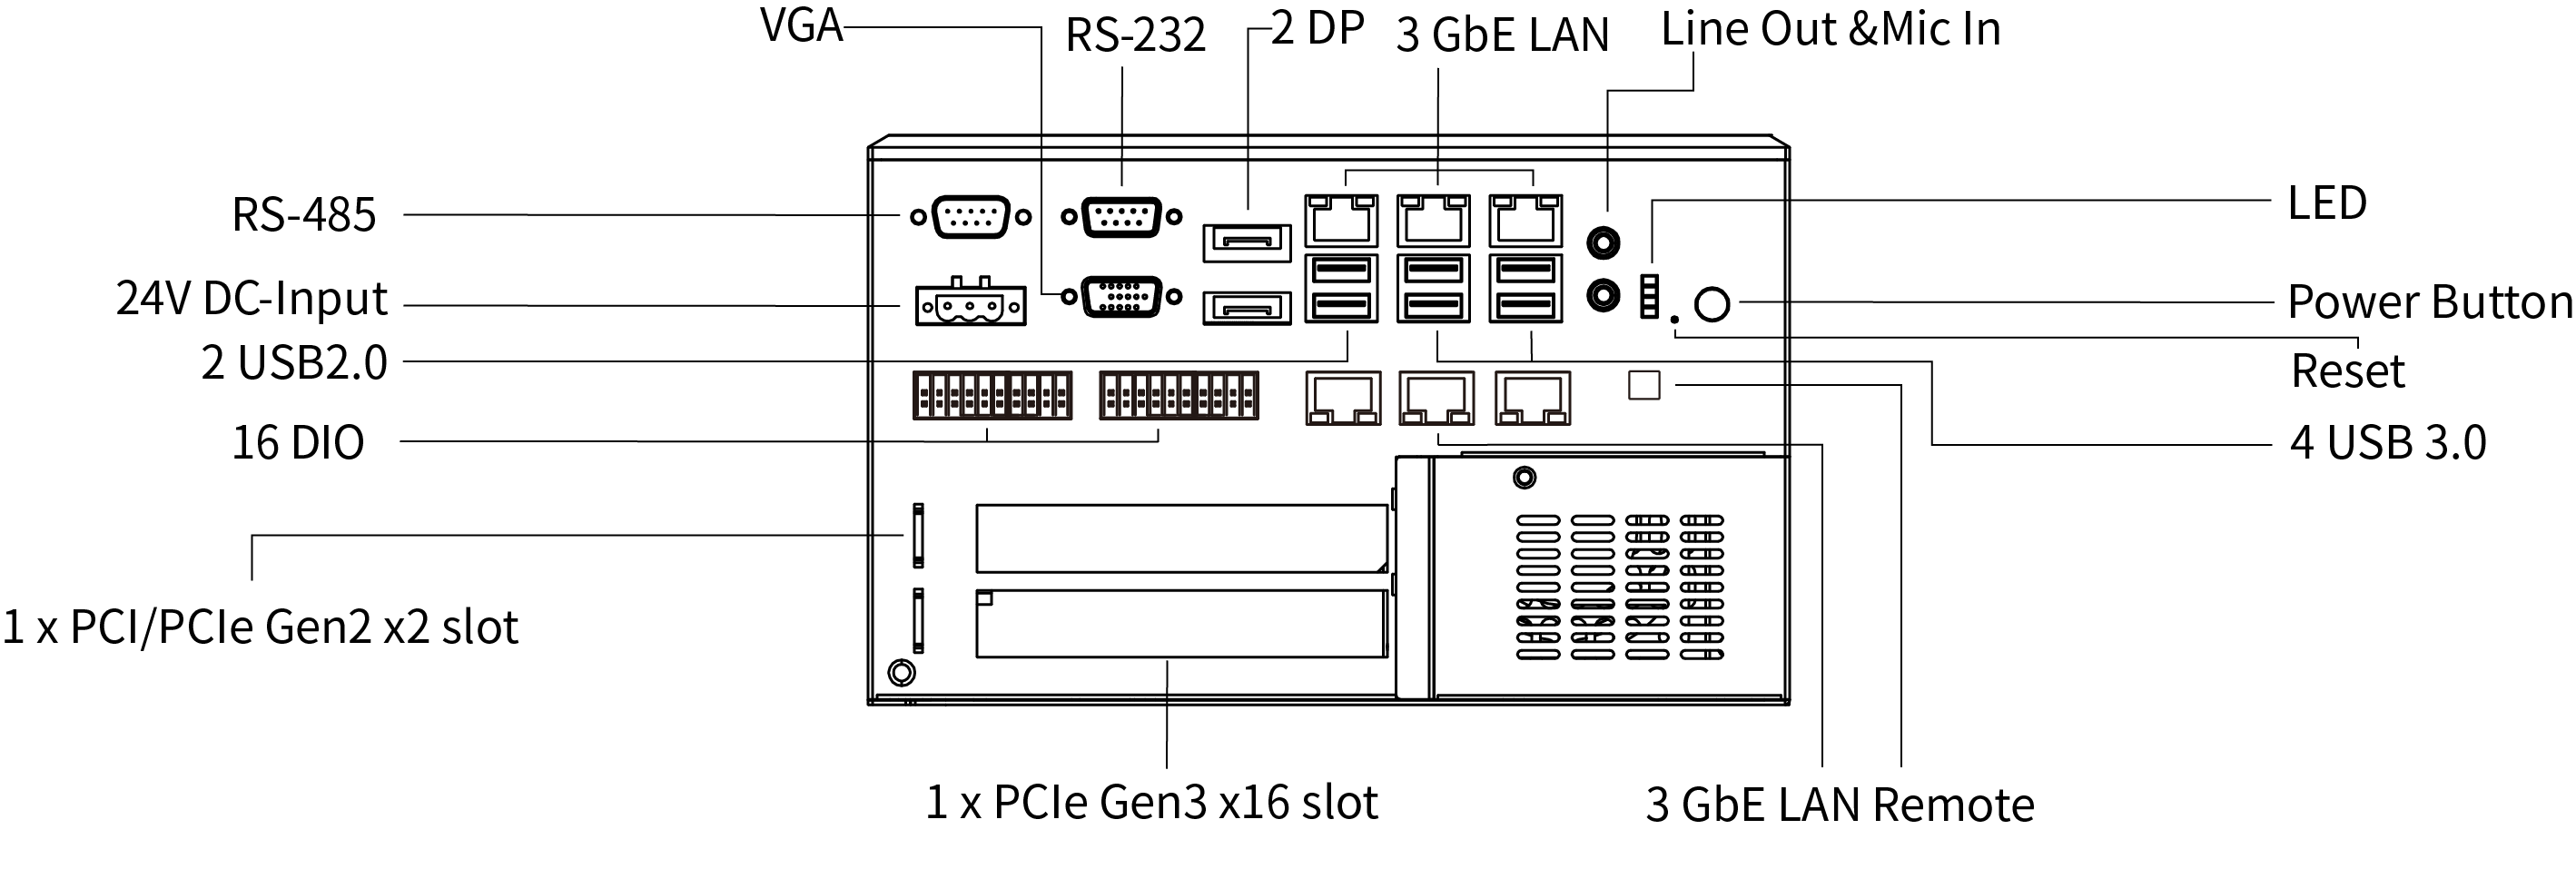 VGA
RS-232
2 DP
3 GbE LAN
Line Out &Mic In
RS-485
LED
24V DC-Input
Power Button
2 USB2.0
Reset
16 DIO
4 USB 3.0
1 x PCI/PCIe Gen2 x2 slot
1 x PCIe Gen3 x16 slot
3 GbE LAN Remote